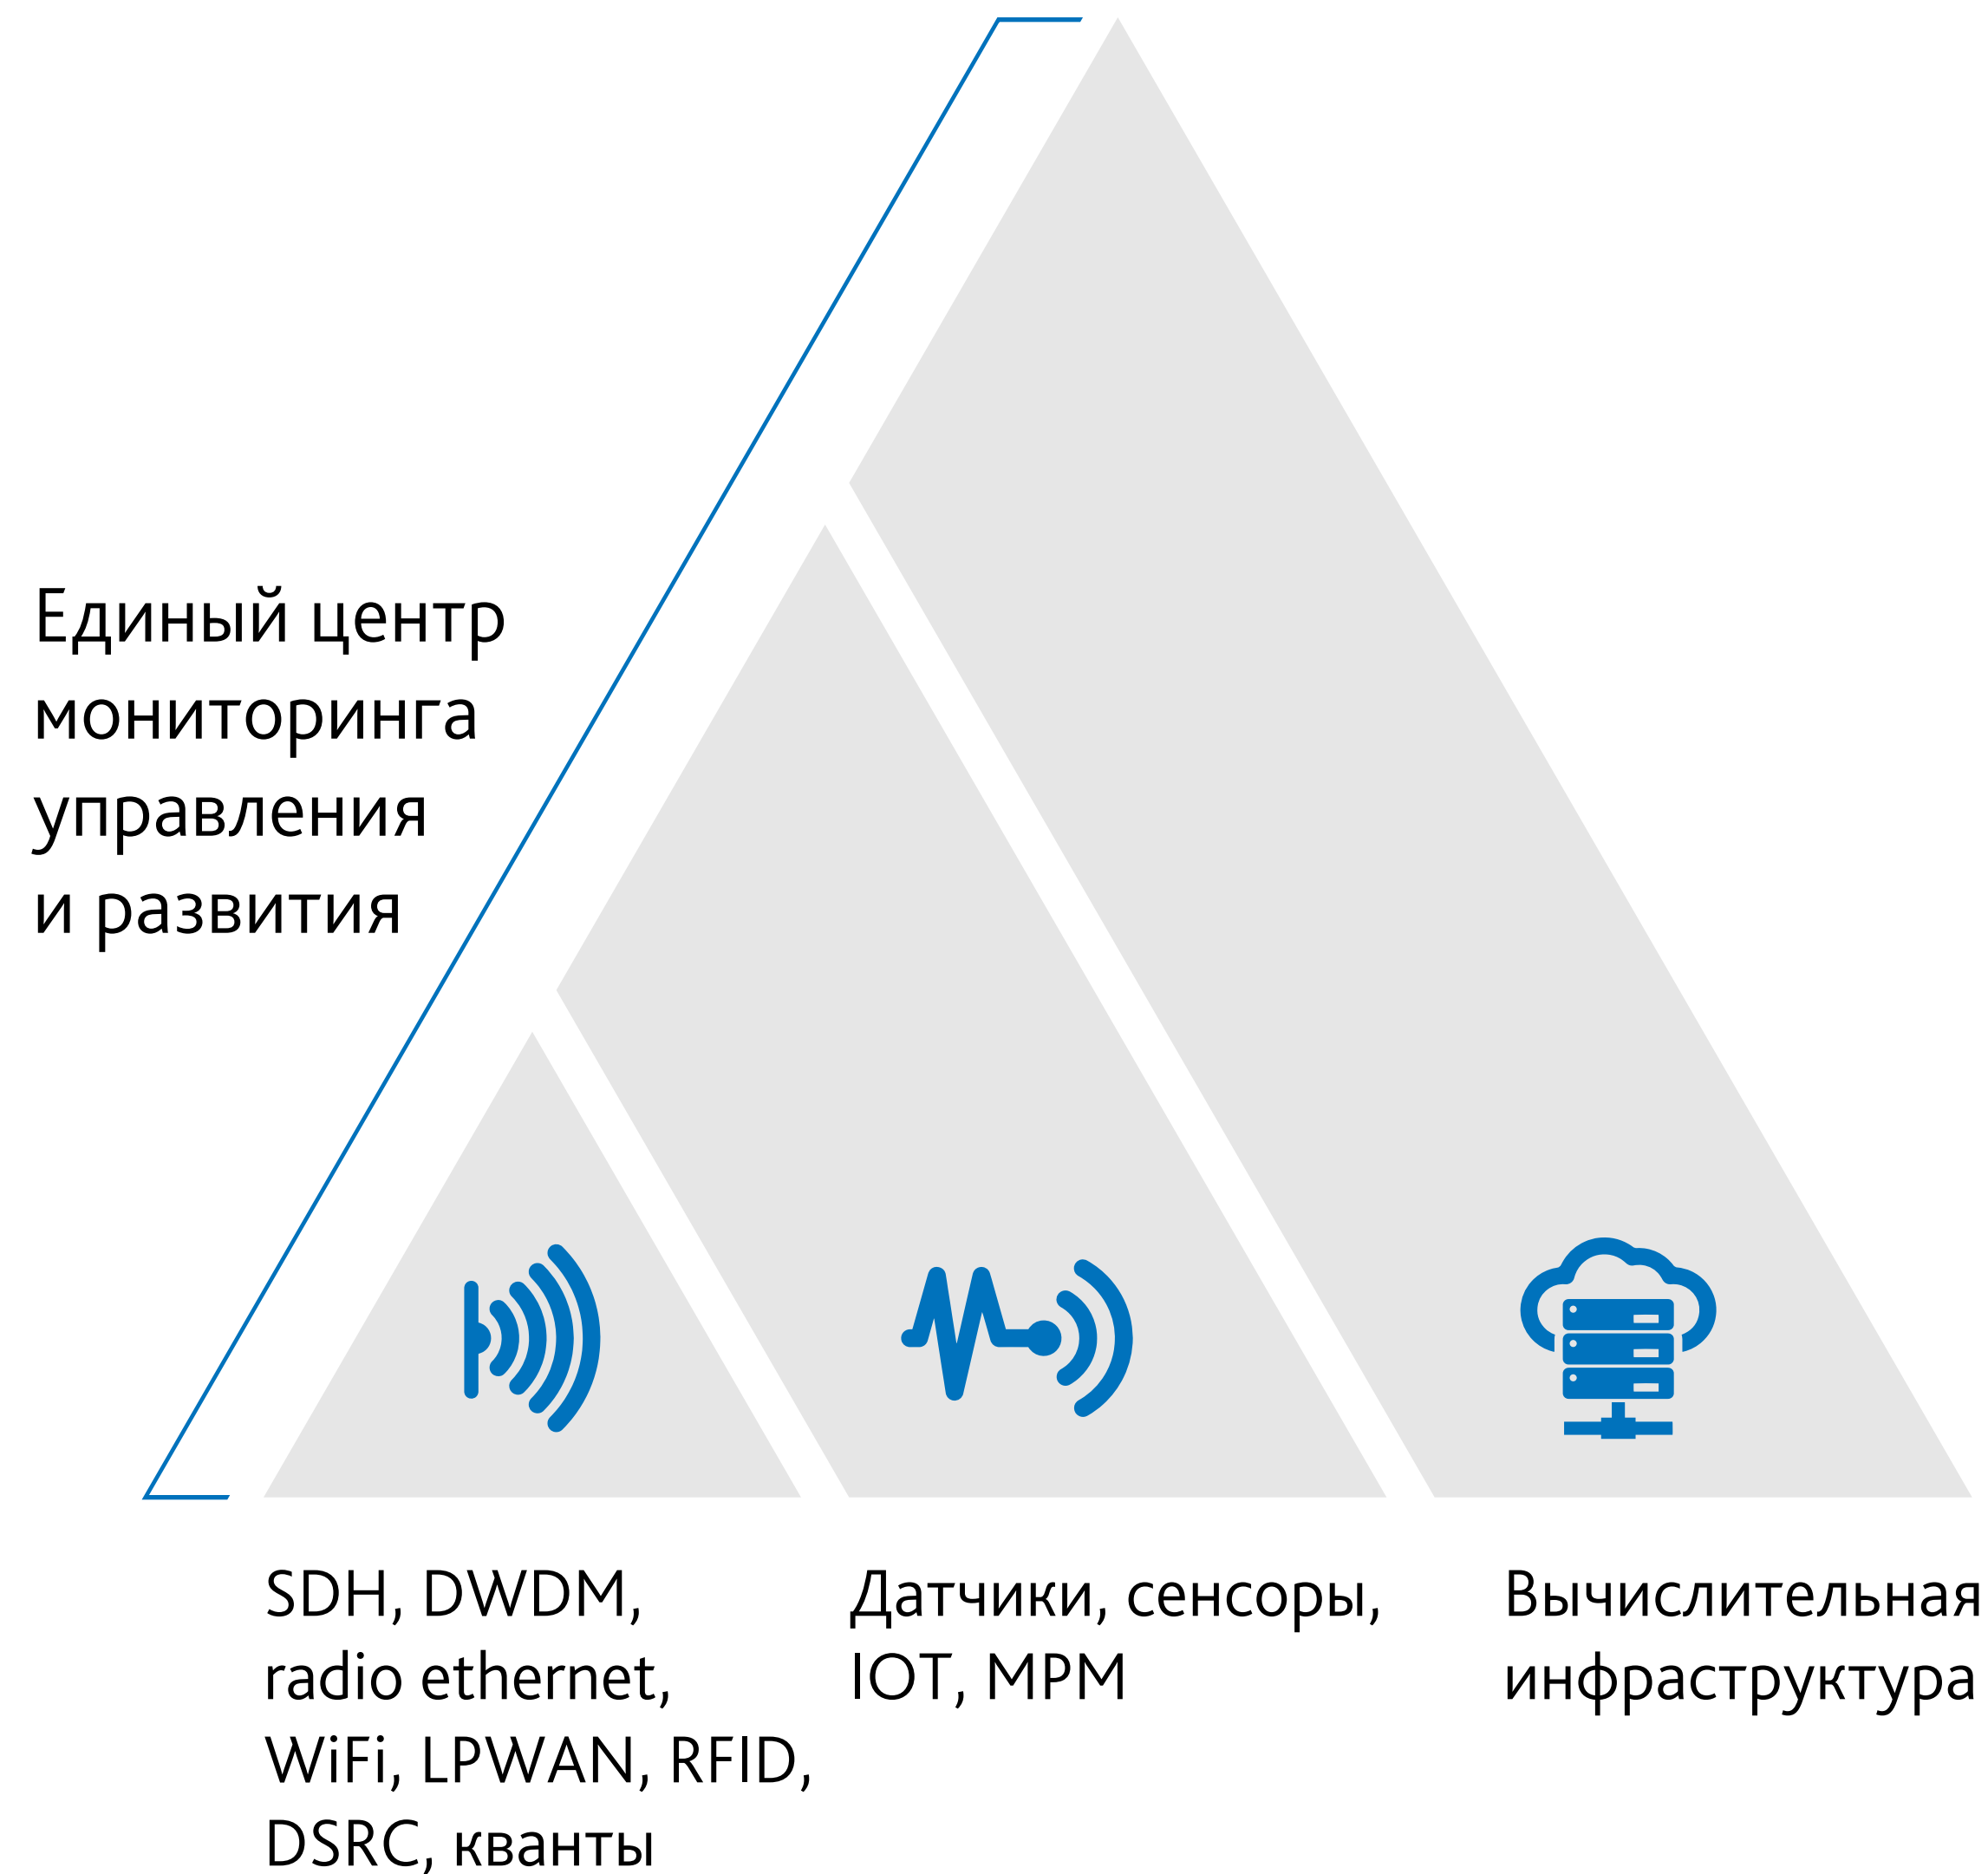 Единый центр
мониторинга
управления
и развития
SDH, DWDM,
radio ethernet,
WiFi, LPWAN, RFID,
DSRC, кванты
Датчики, сенсоры,
IOT, MPM
Вычислительная
инфраструктура